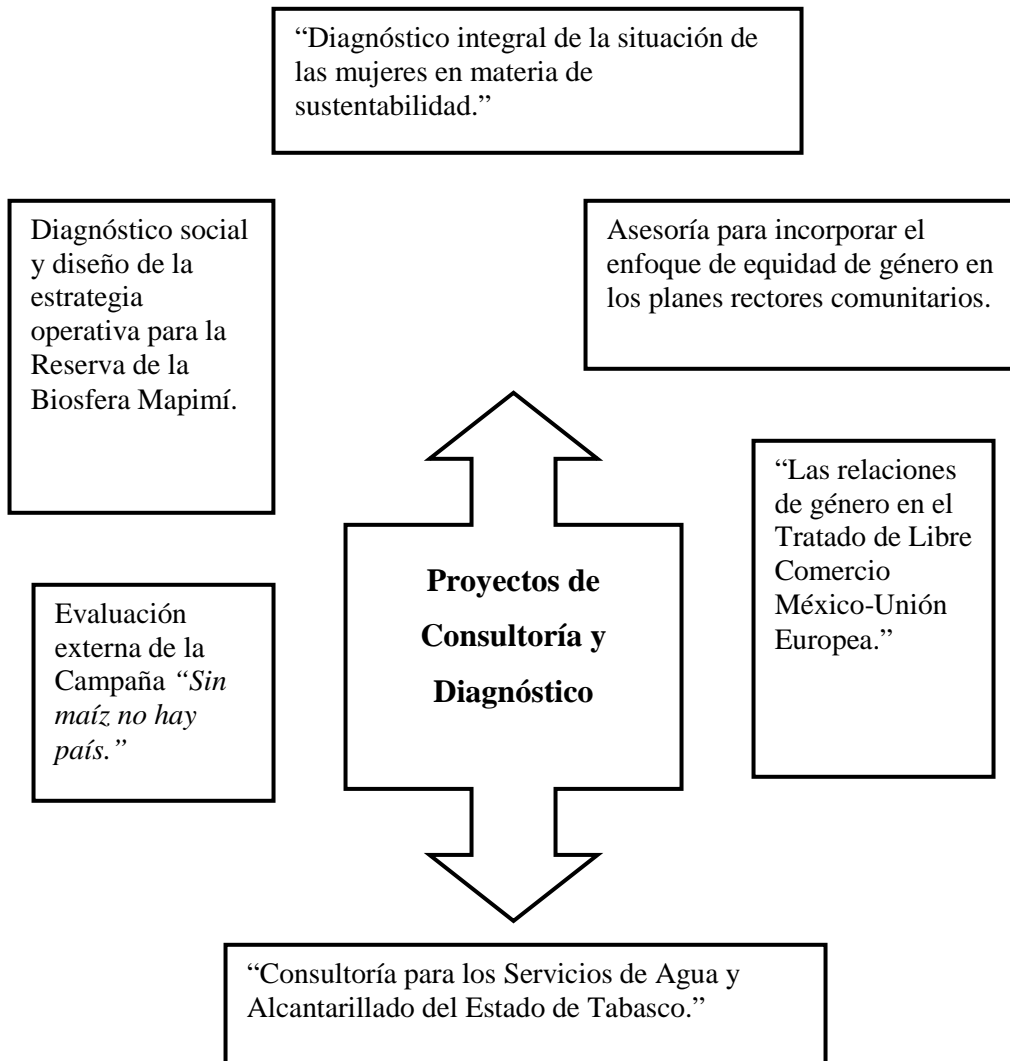 “Diagnóstico integral de la situación de
las mujeres en materia de
sustentabilidad.”
Diagnóstico social
y diseño de la
estrategia
operativa para la
Reserva de la
Biosfera Mapimí.
Asesoría para incorporar el
enfoque de equidad de género en
los planes rectores comunitarios.
Evaluación
externa de la
Campaña “Sin
maíz no hay
país.”
Proyectos de
Consultoría y
Diagnóstico
“Las relaciones
de género en el
Tratado de Libre
Comercio
México-Unión
Europea.”
“Consultoría para los Servicios de Agua y
Alcantarillado del Estado de Tabasco.”